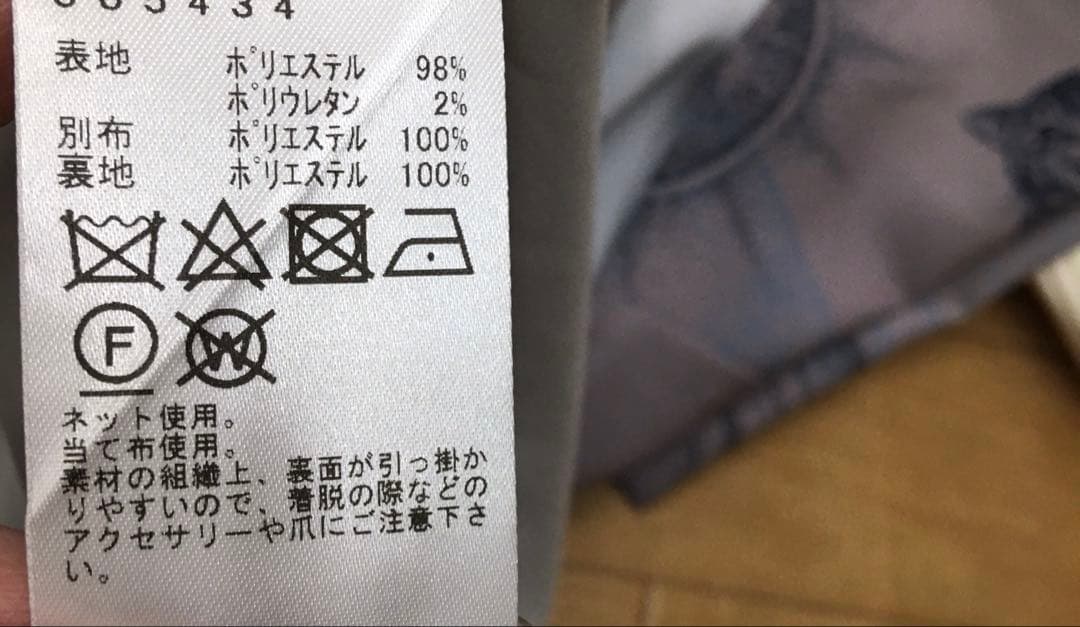 表地 ポリエステル 98%
ポリウレタン 2%
別布 ポリエステル 100%
裏地 ポリエステル 100%
F W
ネット使用。
当て布使用。
素材の組織上、裏面が引っ掛か
りやすいので、着脱の際などの
アクセサリーや爪にご注意下さ
い。